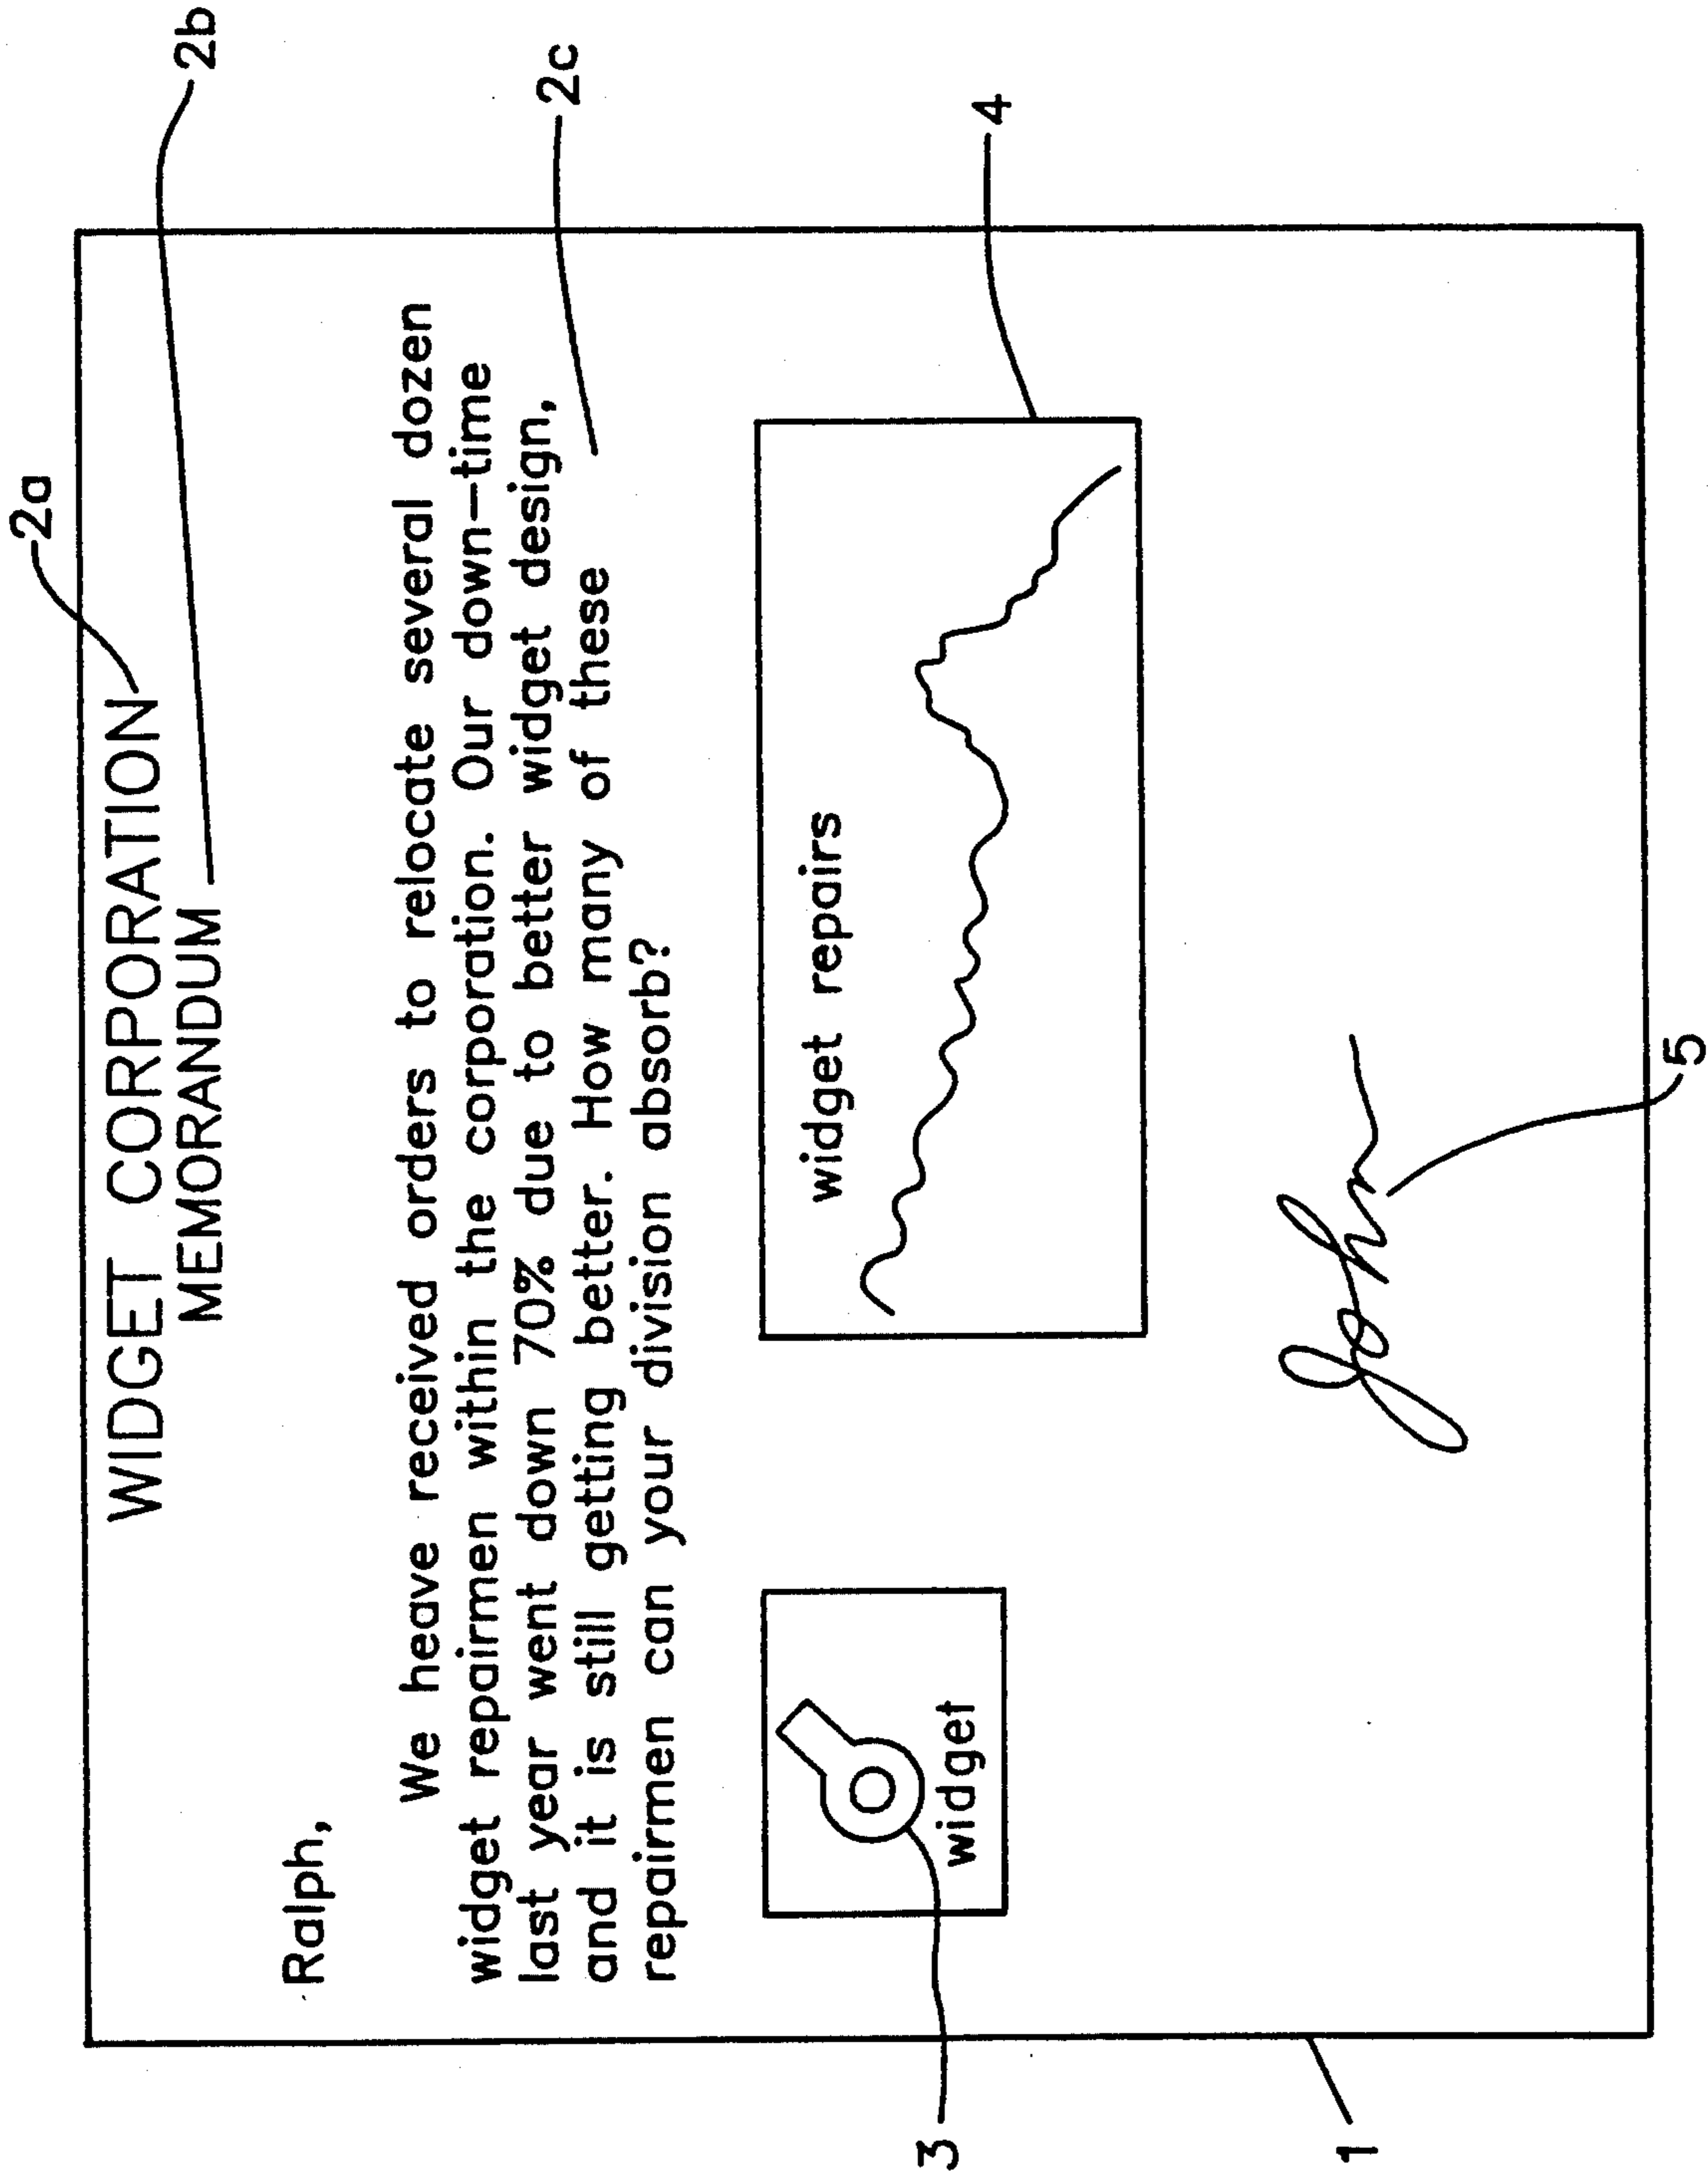 2a
WIDGET CORPORATION
2b
MEMORANDUM
Ralph,
We heave received orders to relocate several dozen
widget repairmen within the corporation. Our down-time
last year went down 70% due to better widget design,
2c
and it is still getting better. How many of these
repairmen can your division absorb?
widget
widget repairs
3
4
John
1
5